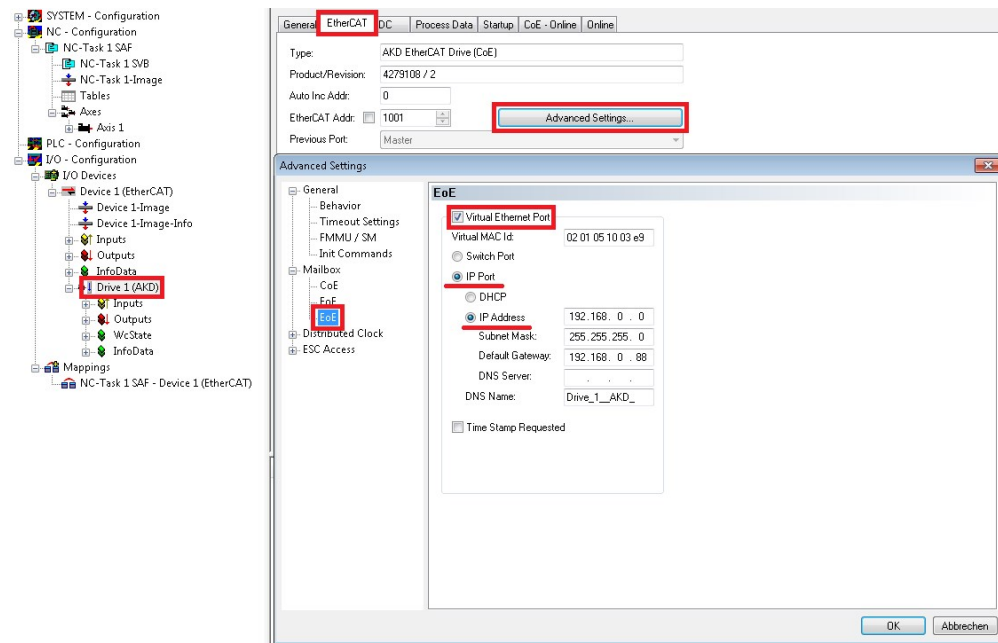 SYSTEM - Configuration
NC - Configuration
NC-Task 1 SAF
NC-Task 1 SVB
NC-Task 1-Image
Tables
Axes
Axis 1
PLC - Configuration
I/O - Configuration
I/O Devices
Device 1 (EtherCAT)
Device 1-Image
Device 1-Image-Info
Inputs
Outputs
InfoData
Drive 1 (AKD)
Inputs
Outputs
WcState
InfoData
Mappings
NC-Task 1 SAF - Device 1 (EtherCAT)
General EtherCAT DC Process Data Startup CoE - Online Online
Type: AKD EtherCAT Drive (CoE)
Product/Revision: 4279108 / 2
Auto Inc Addr: 0
EtherCAT Addr: 1001 Advanced Settings...
Previous Port: Master
Advanced Settings
General
Behavior
Timeout Settings
FMMU / SM
Init Commands
Mailbox
CoE
FoE
EoE
Distributed Clock
ESC Access
EoE
Virtual Ethernet Port
Virtual MAC Id: 02 01 05 10 03 e9
Switch Port
IP Port
DHCP
IP Address 192.168. 0 . 0
Subnet Mask: 255.255.255. 0
Default Gateway: 192.168. 0 . 88
DNS Server: . . .
DNS Name: Drive_1__AKD_
Time Stamp Requested
OK Abbrechen